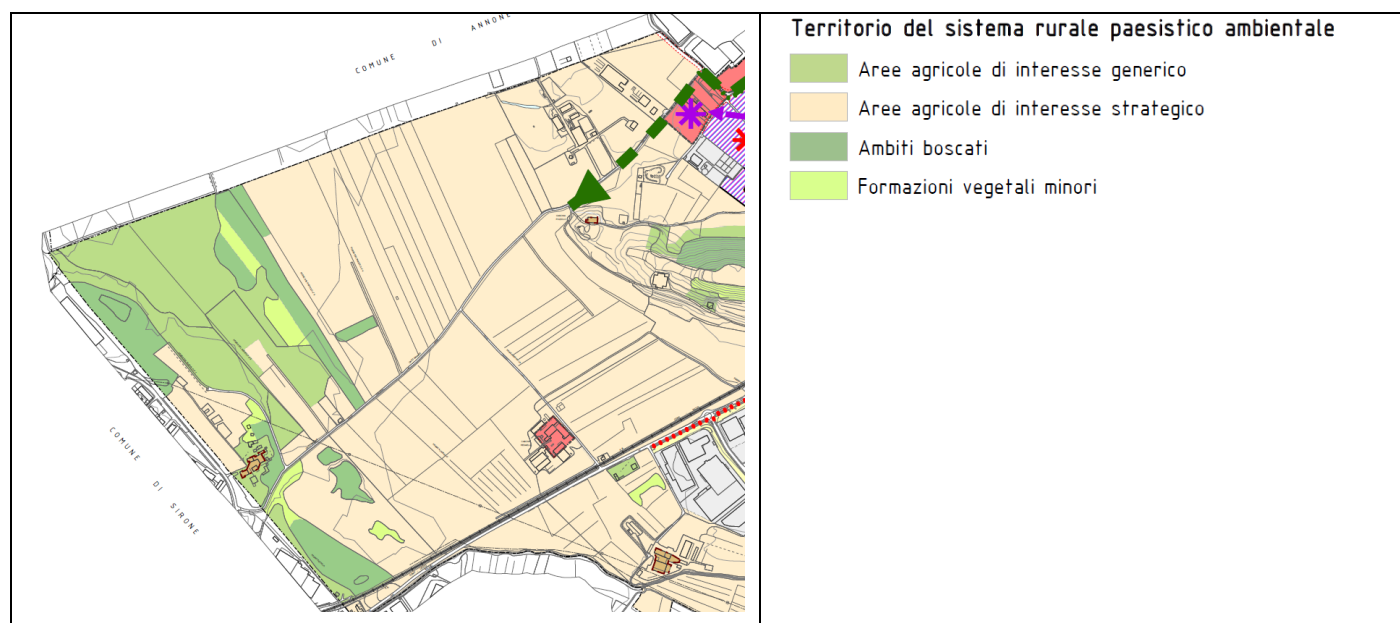 COMUNE DI ANNONE
COMUNE DI SIRONE
Territorio del sistema rurale paesistico ambientale
Aree agricole di interesse generico
Aree agricole di interesse strategico
Ambiti boscati
Formazioni vegetali minori